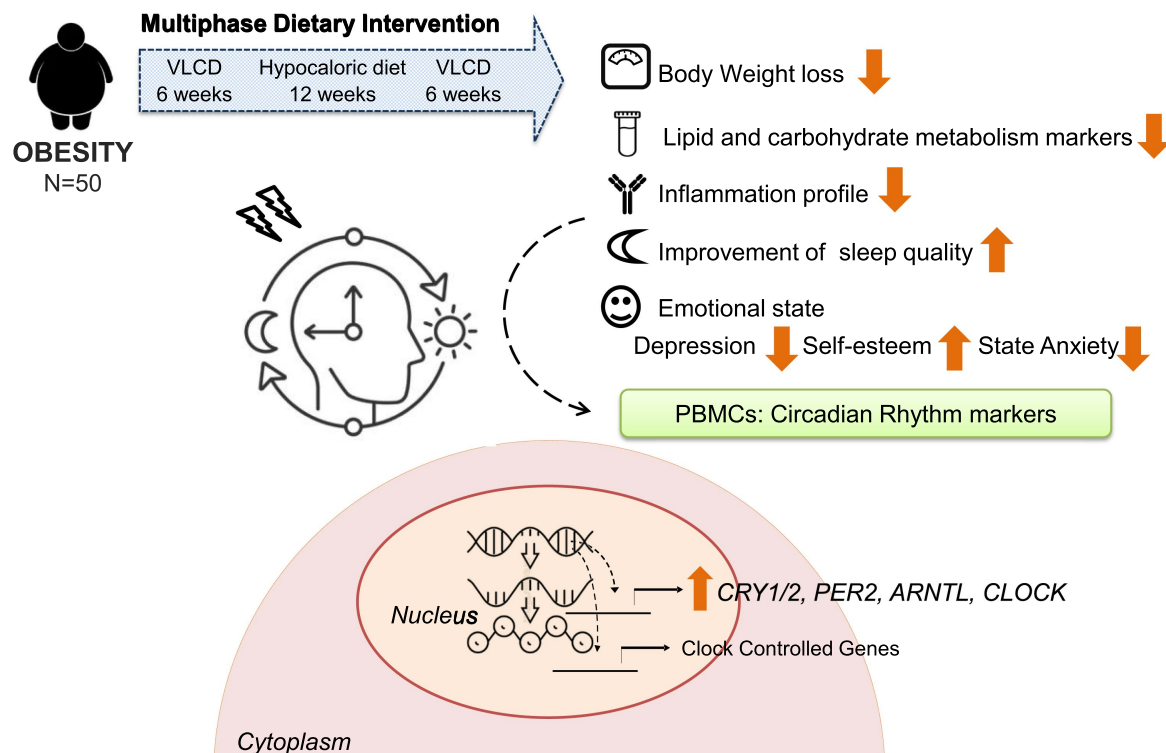 Multiphase Dietary Intervention
VLCD Hypocaloric diet VLCD
6 weeks 12 weeks 6 weeks
OBESITY
N=50
Body Weight loss
Lipid and carbohydrate metabolism markers
Inflammation profile
Improvement of sleep quality
Emotional state
Depression Self-esteem State Anxiety
PBMCs: Circadian Rhythm markers
CRY1/2, PER2, ARNTL, CLOCK
Nucleus
Clock Controlled Genes
Cytoplasm